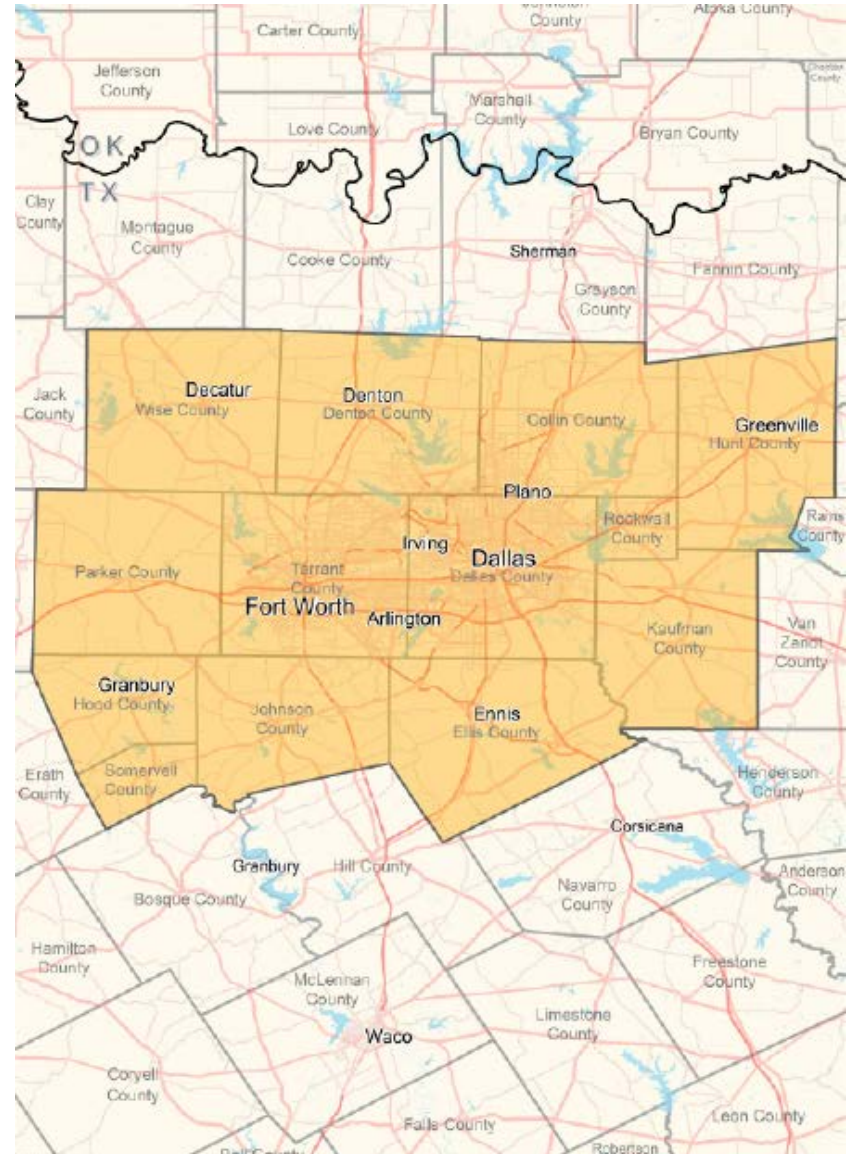 Carter County
County
Atoka County
Jefferson
County
Marshall
County
Love County
Bryan County
OK
TX
Clay
County
Montague
County
Cooke County
Sherman
Fannin County
Grayson
County
Jack
County
Decatur
Wise County
Denton
Denton County
Collin County
Greenville
Hunt County
Plano
Rockwall
County
Rains
County
Irving
Dallas
Dallas County
Parker County
Tarrant
County
Fort Worth
Arlington
Kaufman
County
Van
Zandt
County
Granbury
Hood County
Johnson
County
Ennis
Ellis County
Erath
County
Somervell
County
Henderson
County
Corsicana
Granbury
Hill County
Bosque County
Navarro
County
Anderson
County
Hamilton
County
McLennan
County
Freestone
County
Limestone
County
Waco
Coryell
County
Falls County
Leon County
Robertson